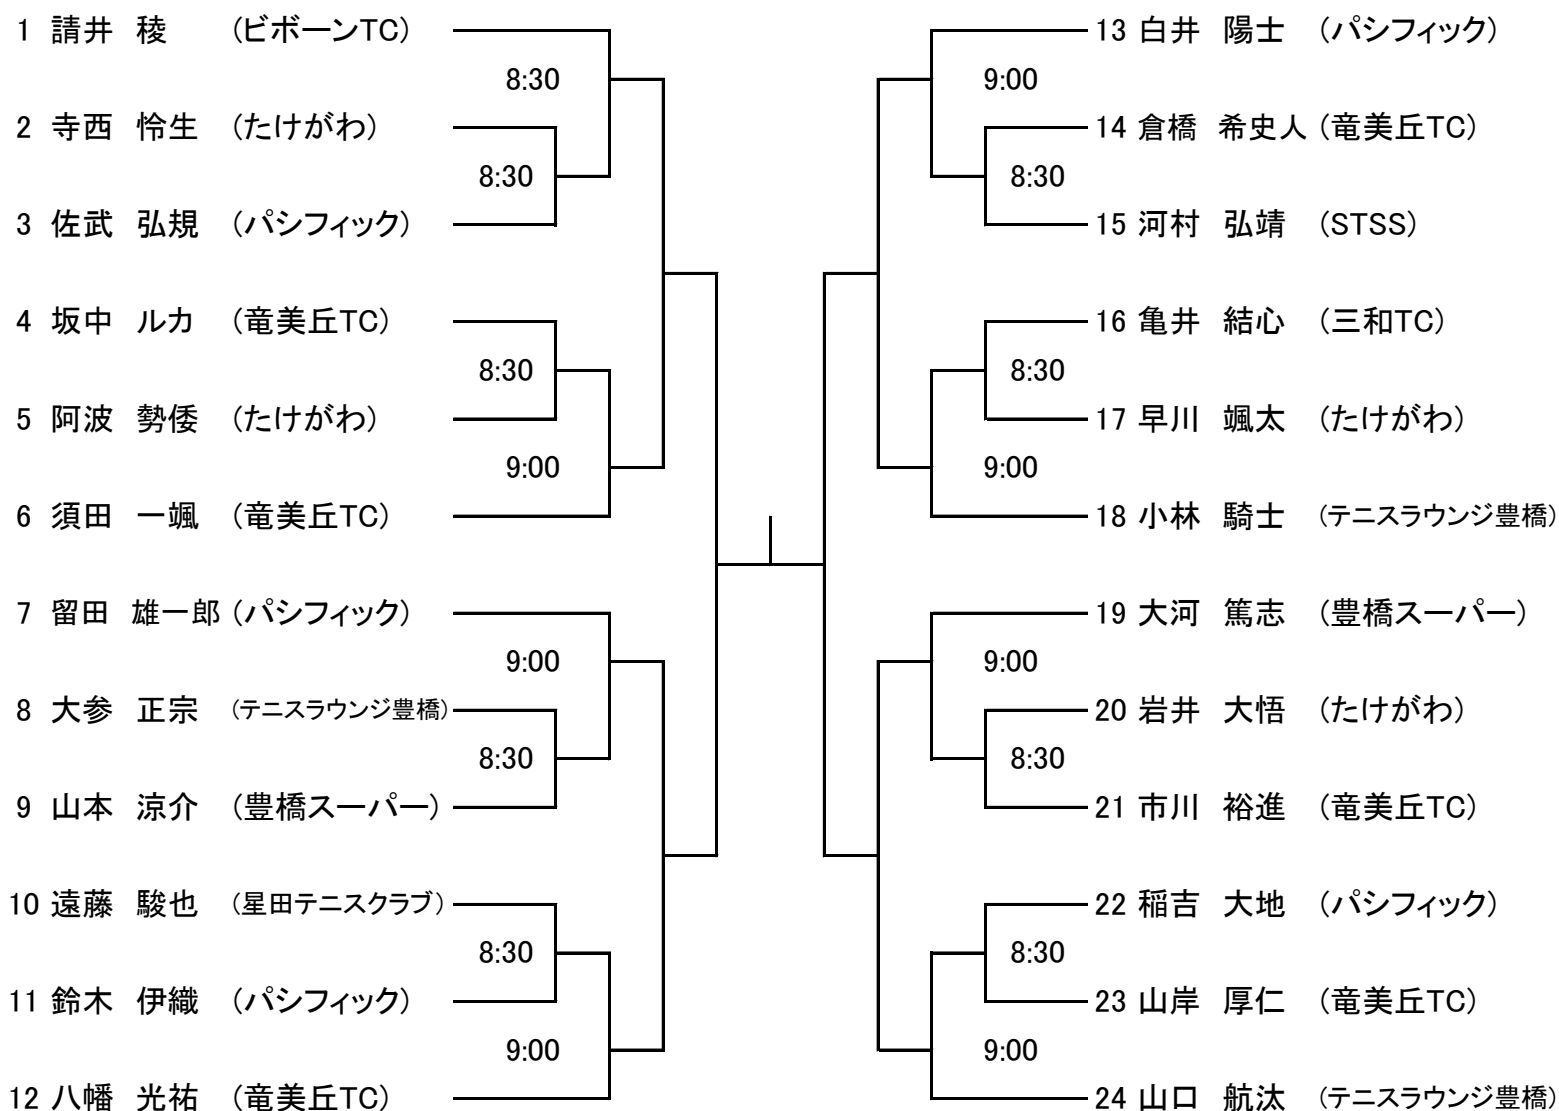 1 請井 稜 (ビボーンTC)
8:30
2 寺西 怜生 (たけがわ)
8:30
3 佐武 弘規 (パシフィック)
4 坂中 ルカ (竜美丘TC)
8:30
5 阿波 勢倭 (たけがわ)
9:00
6 須田 一颯 (竜美丘TC)
7 留田 雄一郎 (パシフィック)
9:00
8 大参 正宗 (テニスラウンジ豊橋)
8:30
9 山本 涼介 (豊橋スーパー)
10 遠藤 駿也 (星田テニスクラブ)
8:30
11 鈴木 伊織 (パシフィック)
9:00
12 八幡 光祐 (竜美丘TC)
13 白井 陽士 (パシフィック)
9:00
14 倉橋 希史人 (竜美丘TC)
8:30
15 河村 弘靖 (STSS)
16 亀井 結心 (三和TC)
8:30
17 早川 颯太 (たけがわ)
9:00
18 小林 騎士 (テニスラウンジ豊橋)
19 大河 篤志 (豊橋スーパー)
9:00
20 岩井 大悟 (たけがわ)
8:30
21 市川 裕進 (竜美丘TC)
22 稲吉 大地 (パシフィック)
8:30
23 山岸 厚仁 (竜美丘TC)
9:00
24 山口 航汰 (テニスラウンジ豊橋)